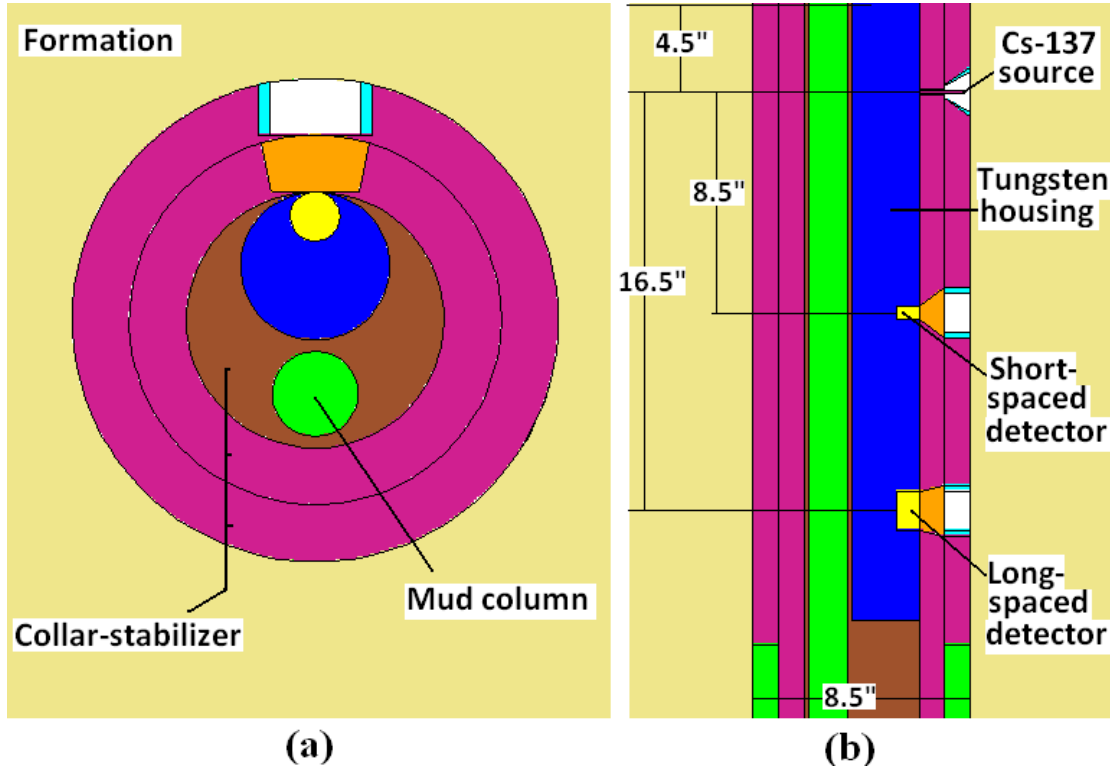 Formation
Mud column
Collar-stabilizer
(a)
4.5"
Cs-137
source
8.5"
Tungsten
housing
16.5"
Short-
spaced
detector
Long-
spaced
detector
8.5"
(b)